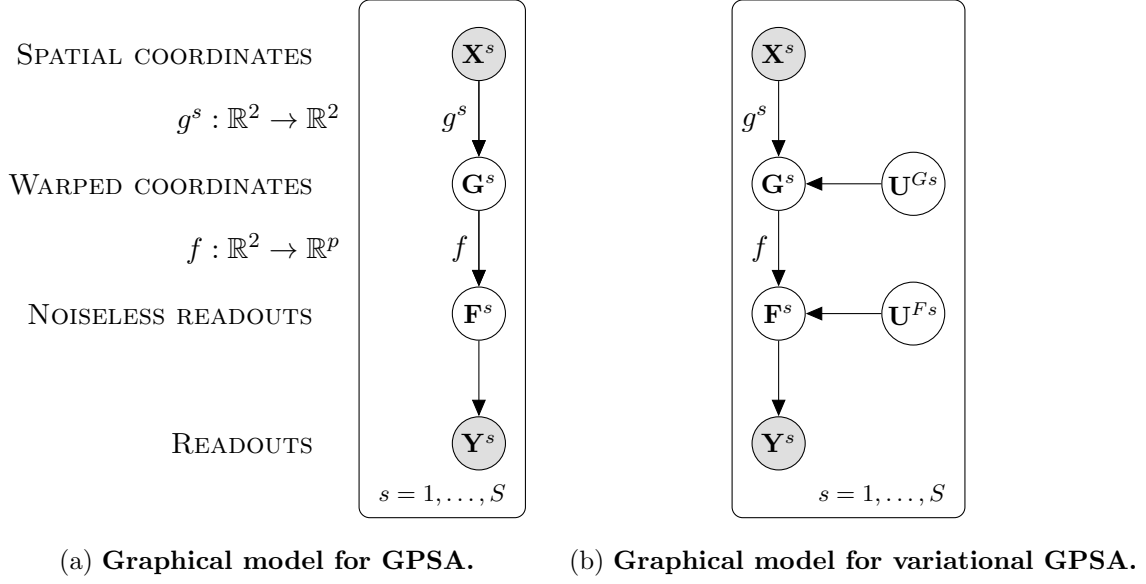 SPATIAL COORDINATES
g^s : ℝ² → ℝ²
WARPED COORDINATES
f : ℝ² → ℝ^p
NOISELESS READOUTS
READOUTS
X^s
g^s
G^s
f
F^s
Y^s
s = 1, . . . , S
X^s
g^s
G^s
U^{Gs}
f
F^s
U^{Fs}
Y^s
s = 1, . . . , S
(a) Graphical model for GPSA.
(b) Graphical model for variational GPSA.